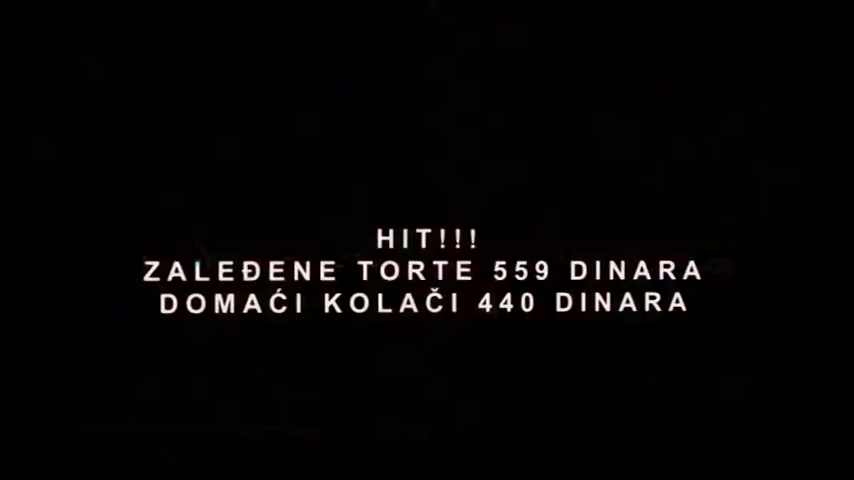 HIT!!!
ZALEĐENE TORTE 559 DINARA
DOMAĆI KOLAČI 440 DINARA